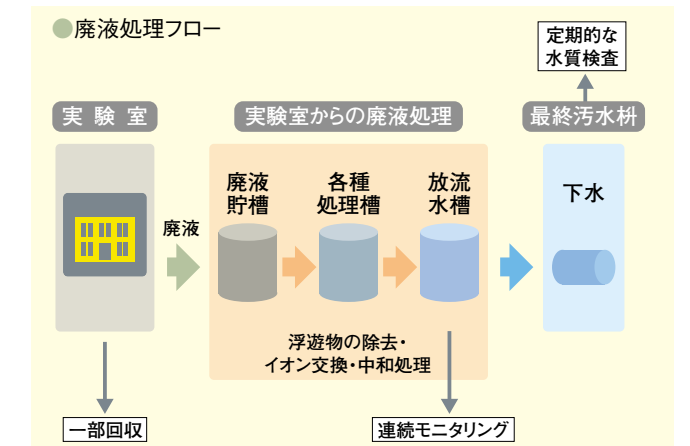 ●廃液処理フロー
定期的な
水質検査
実験室
実験室からの廃液処理
最終汚水枡
廃液
廃液
貯槽
各種
処理槽
放流
水槽
下水
浮遊物の除去・
イオン交換・中和処理
一部回収
連続モニタリング